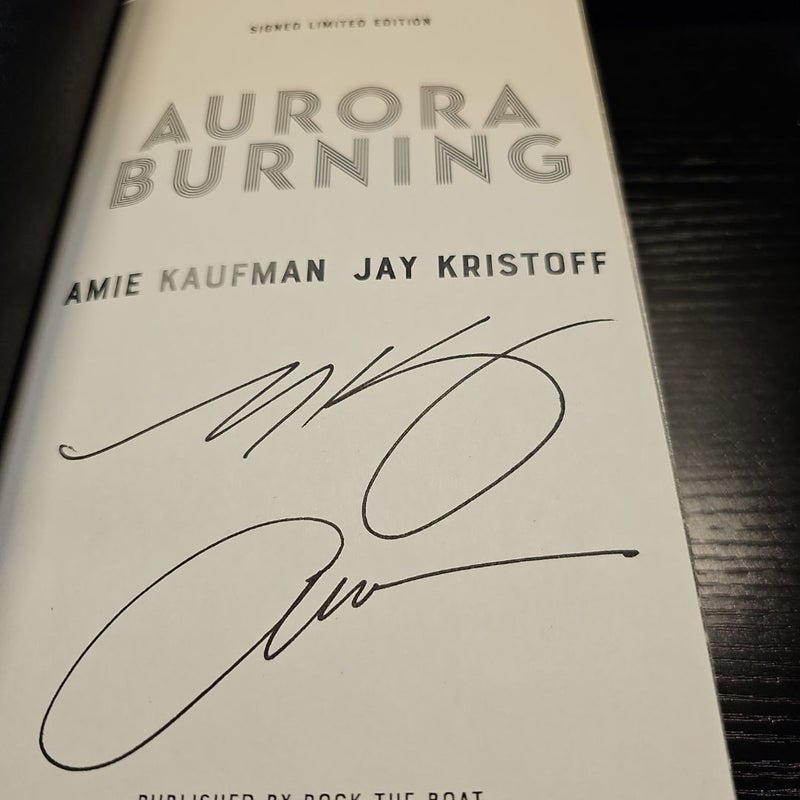 SIGNED LIMITED EDITION
AURORA
BURNING
AMIE KAUFMAN JAY KRISTOFF
PUBLISHED BY ROCK THE BOAT